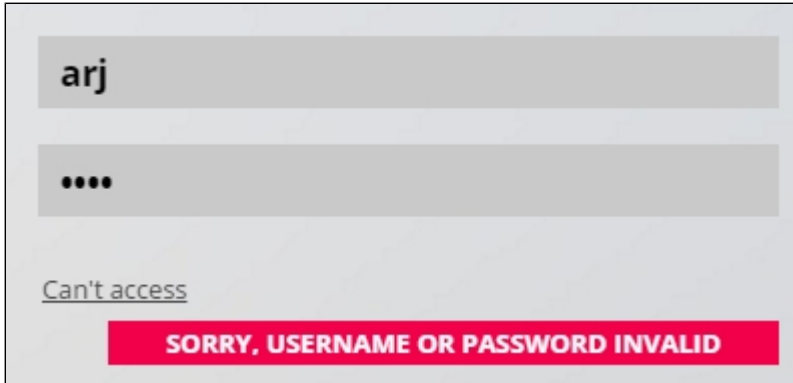 arj
••••
Can't access
SORRY, USERNAME OR PASSWORD INVALID